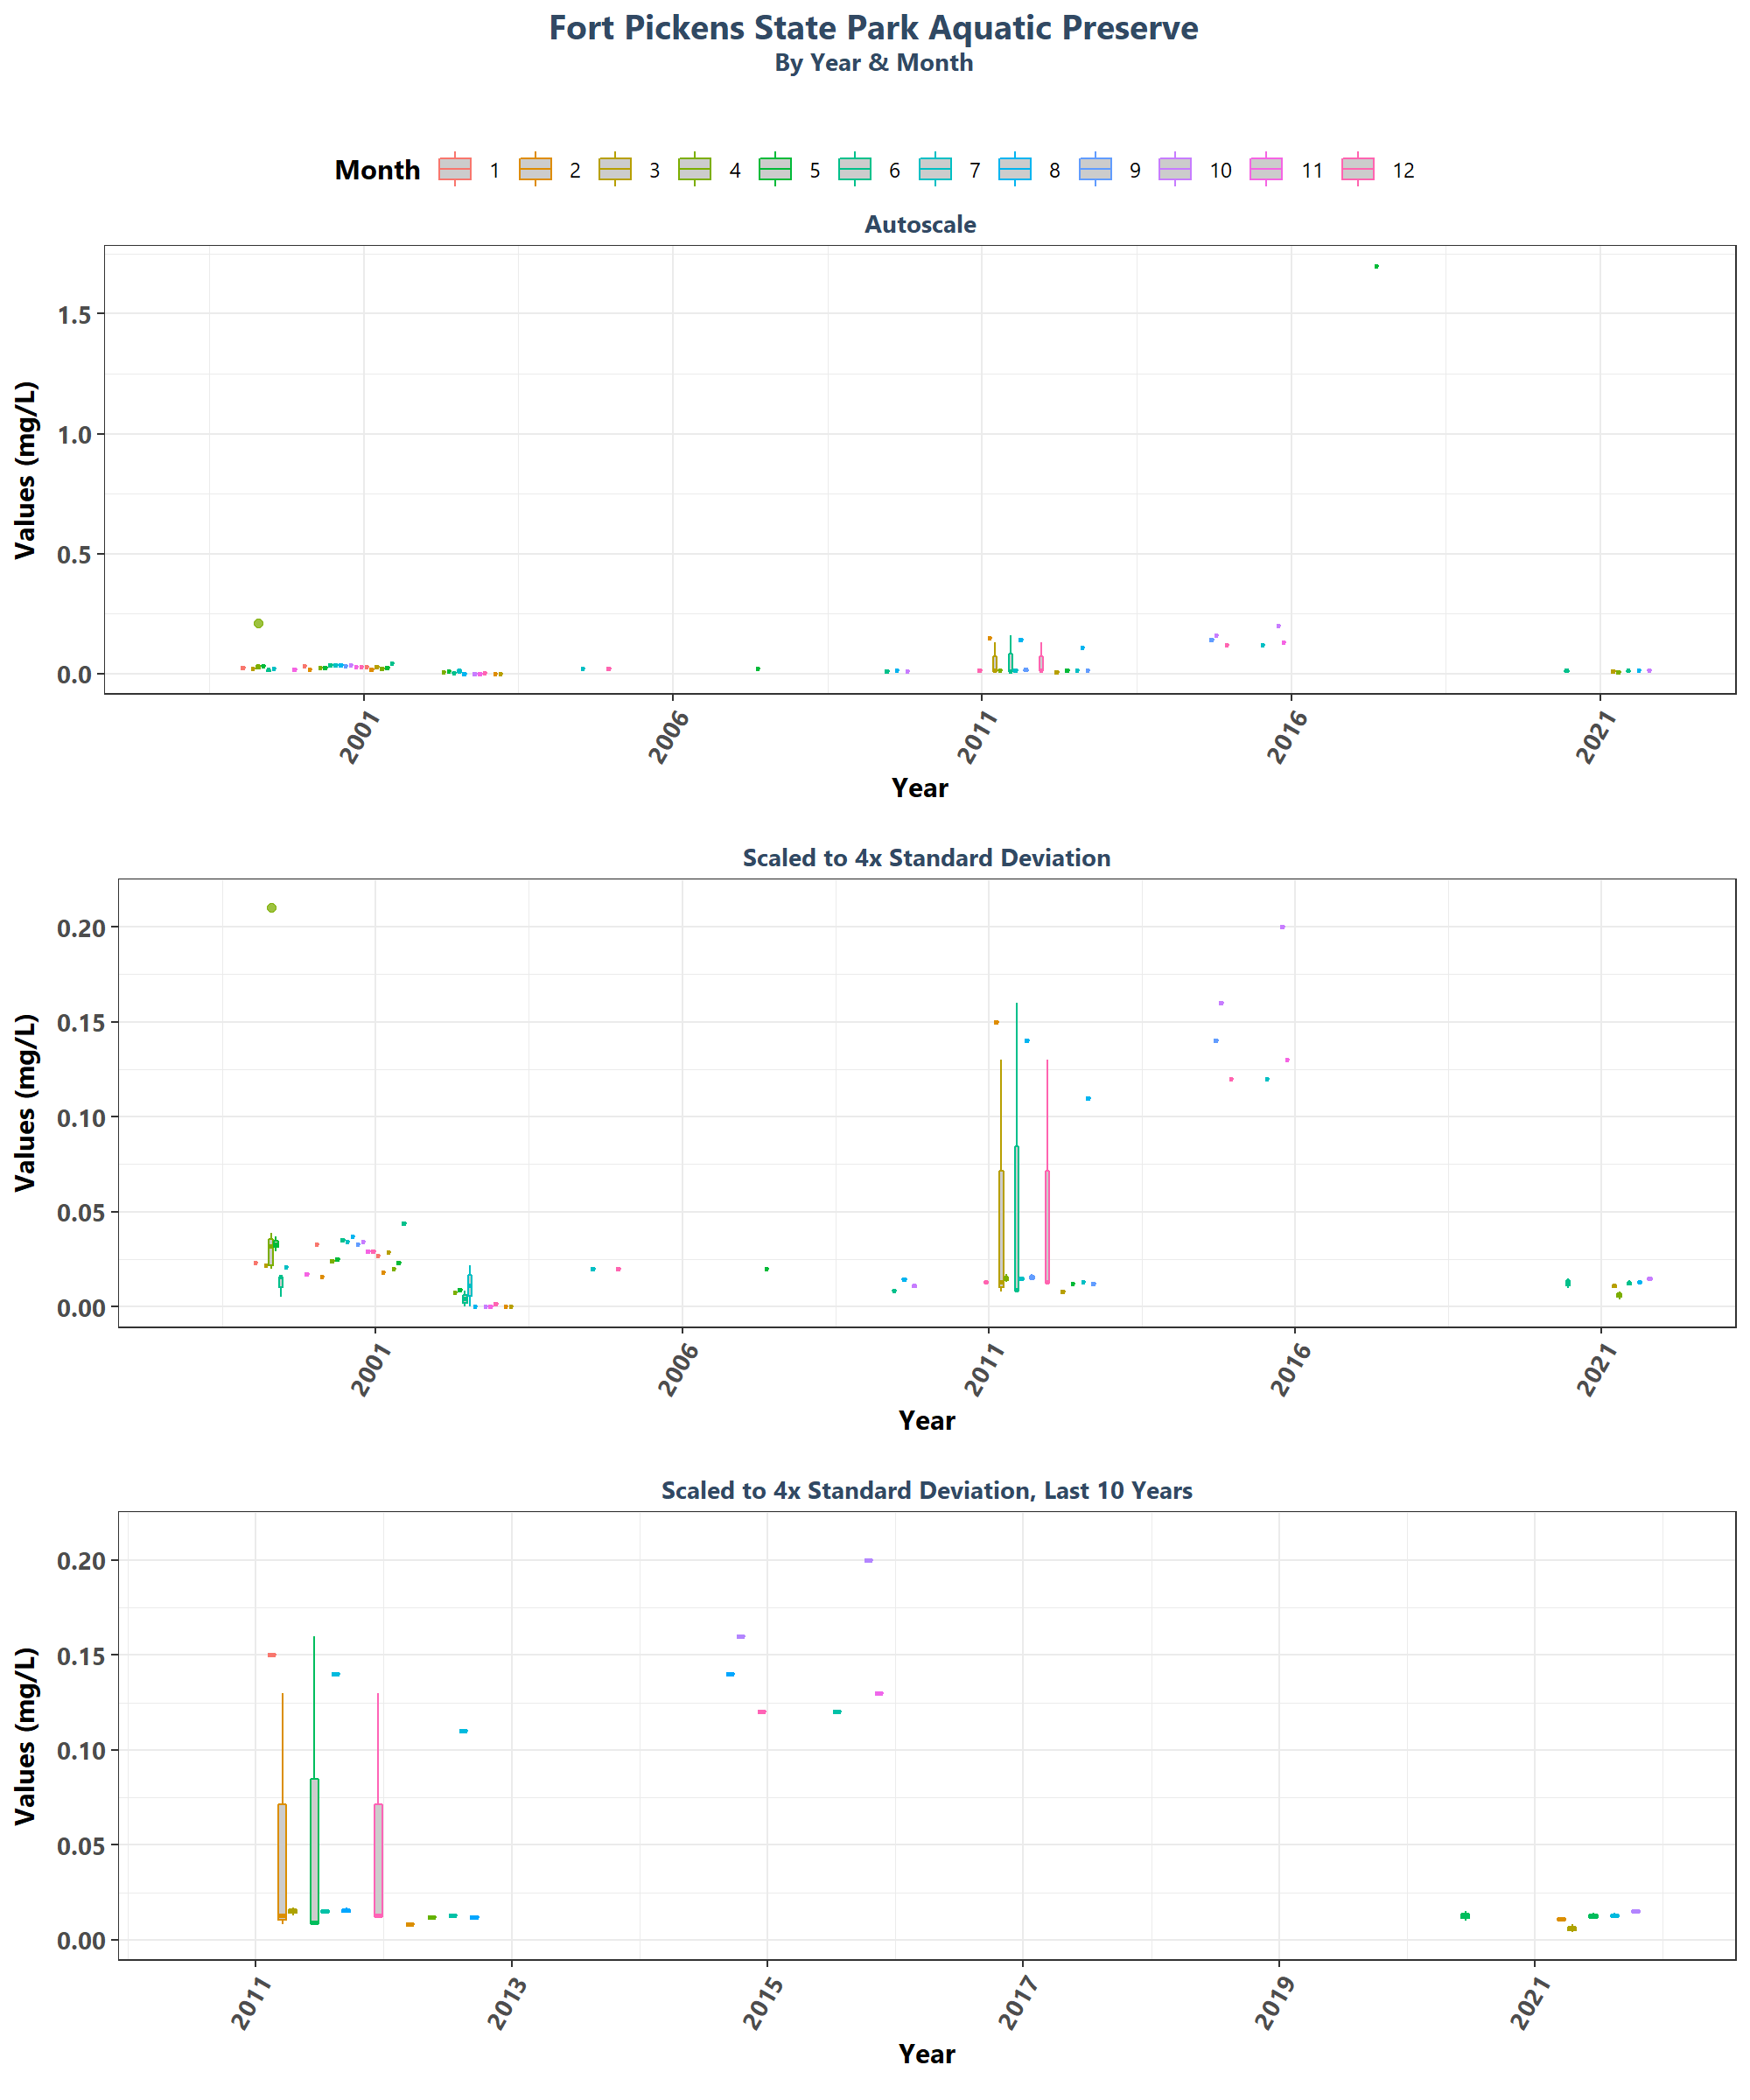 Fort Pickens State Park Aquatic Preserve
By Year & Month
Month 1 2 3 4 5 6 7 8 9 10 11 12
Autoscale
Values (mg/L)
1.5
1.0
0.5
0.0
2001 2006 2011 2016 2021
Year
Scaled to 4x Standard Deviation
Values (mg/L)
0.20
0.15
0.10
0.05
0.00
2001 2006 2011 2016 2021
Year
Scaled to 4x Standard Deviation, Last 10 Years
Values (mg/L)
0.20
0.15
0.10
0.05
0.00
2011 2013 2015 2017 2019 2021
Year